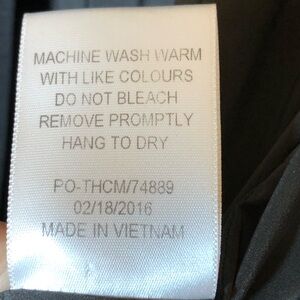 MACHINE WASH WARM
WITH LIKE COLOURS
DO NOT BLEACH
REMOVE PROMPTLY
HANG TO DRY
PO-THCM/74889
02/18/2016
MADE IN VIETNAM